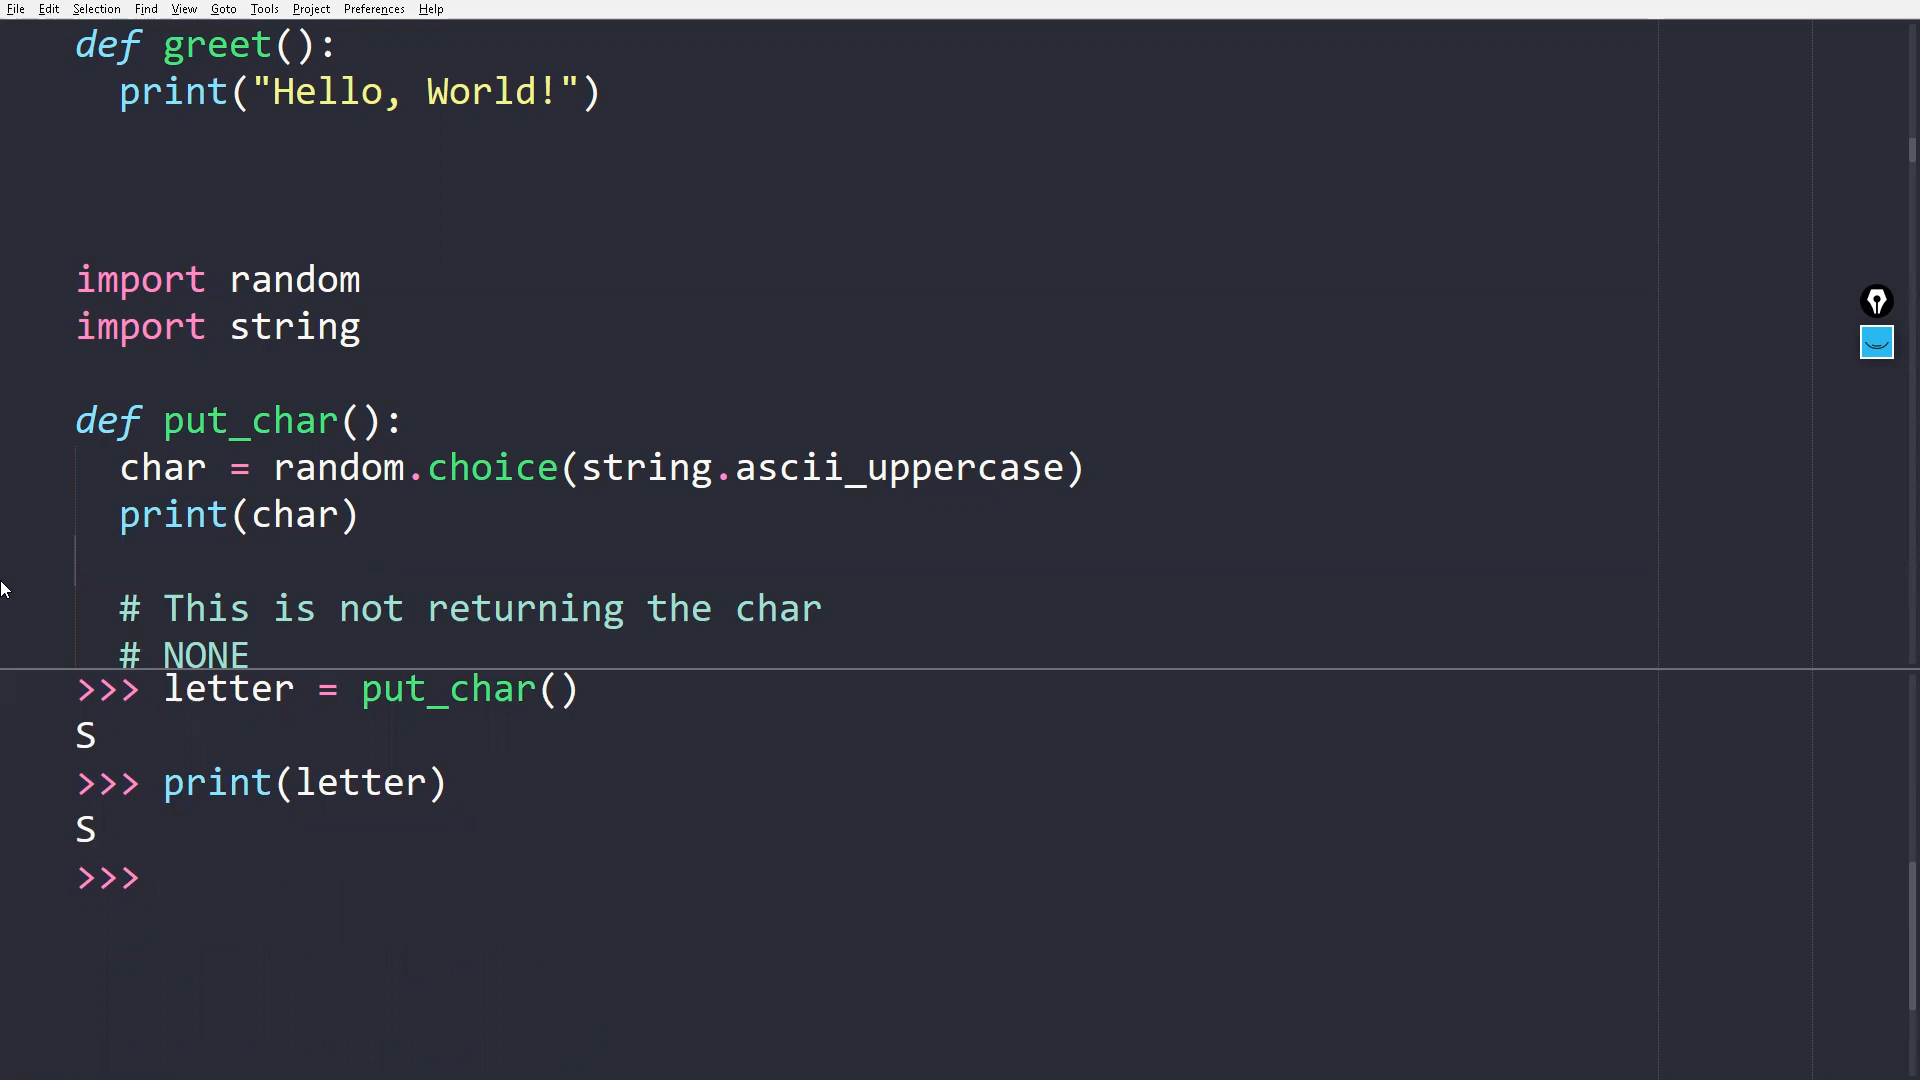 File Edit Selection Find View Goto Tools Project Preferences Help
def greet():
  print("Hello, World!")
import random
import string
def put_char():
  char = random.choice(string.ascii_uppercase)
  print(char)
  # This is not returning the char
  # NONE
>>> letter = put_char()
S
>>> print(letter)
S
>>>